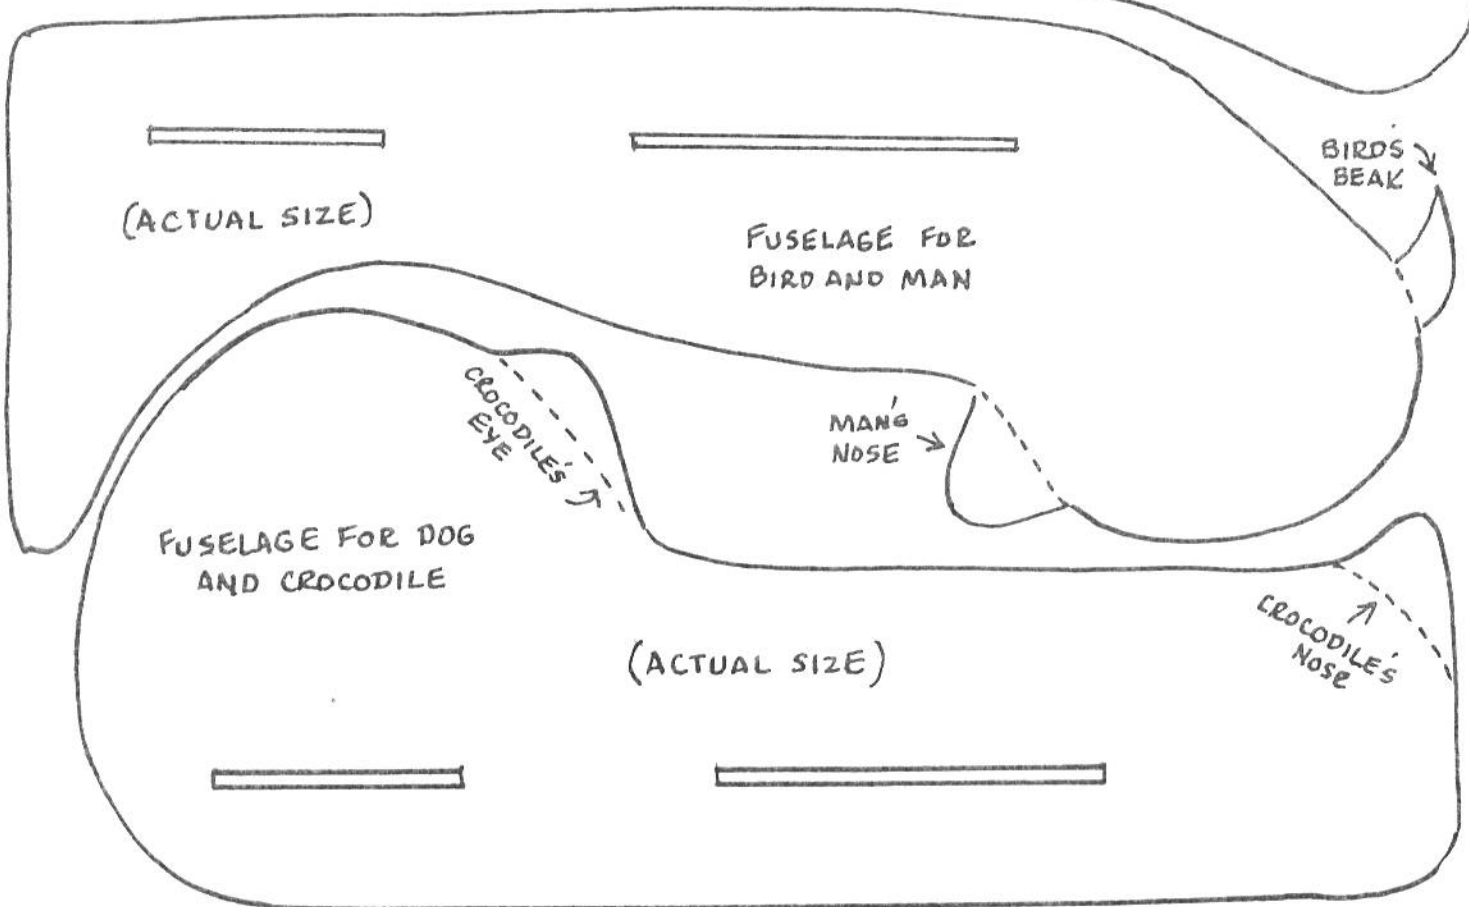 BIRD'S
BEAK
(ACTUAL SIZE)
FUSELAGE FOR
BIRD AND MAN
CROCODILE'S
EYE
MAN'S
NOSE
FUSELAGE FOR DOG
AND CROCODILE
CROCODILE'S
NOSE
(ACTUAL SIZE)